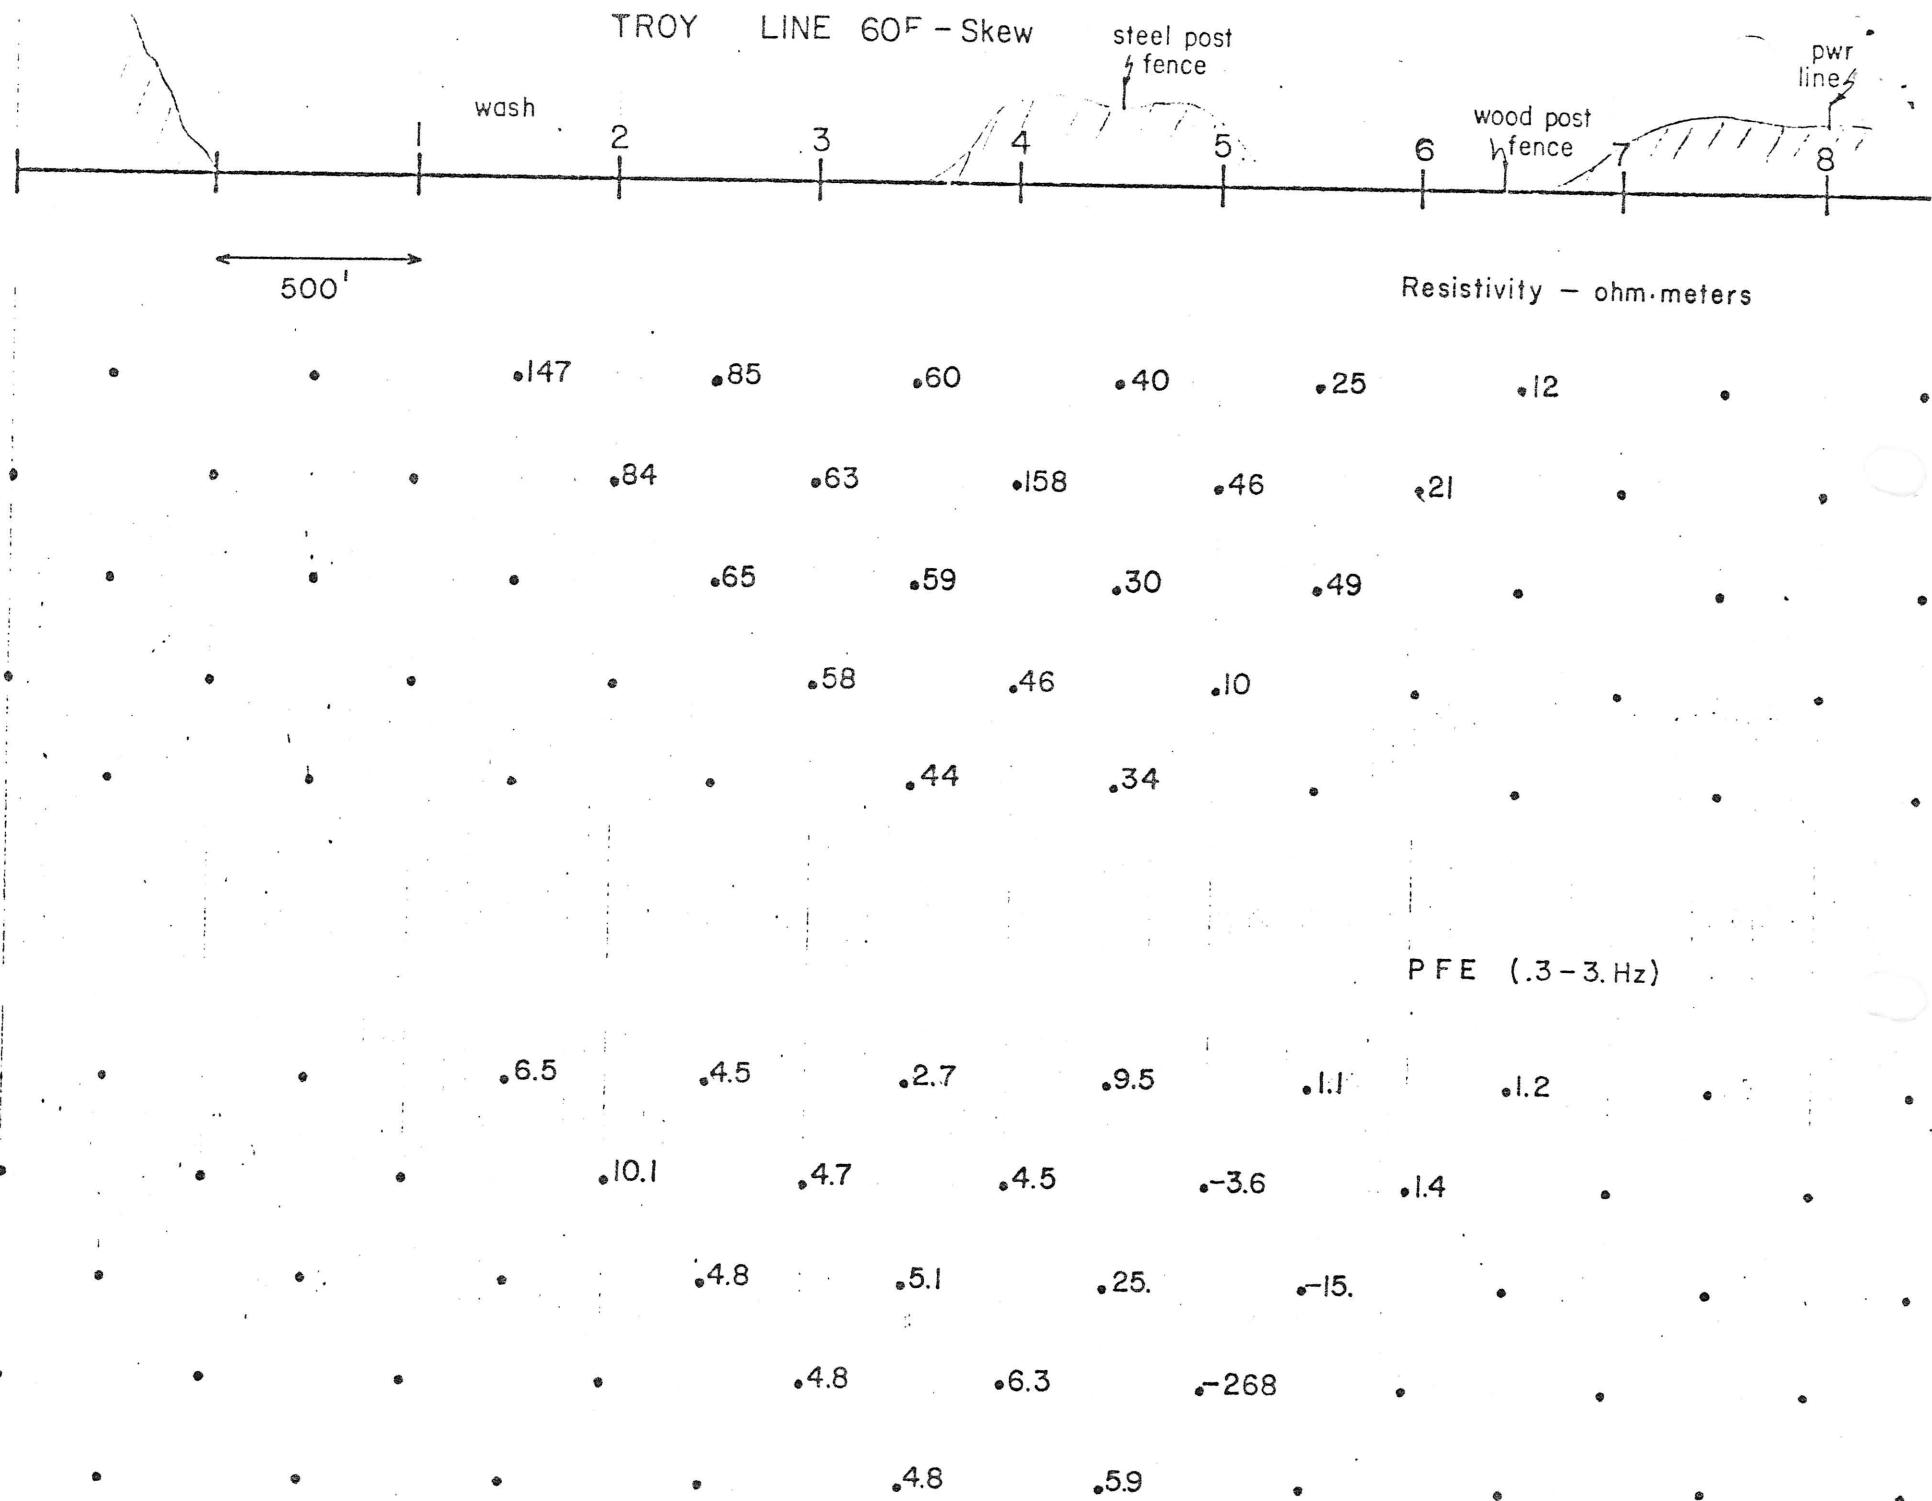 TROY LINE 60F - Skew
steel post
fence
pwr
line
wash
wood post
fence
1 2 3 4 5 6 7 8
500'
Resistivity - ohm.meters
147 85 60 40 25 12
84 63 158 46 21
65 59 30 49
58 46 10
44 34
PFE (.3-3. Hz)
6.5 4.5 2.7 9.5 1.1 1.2
10.1 4.7 4.5 -3.6 1.4
4.8 5.1 25. -15.
4.8 6.3 -268
4.8 5.9